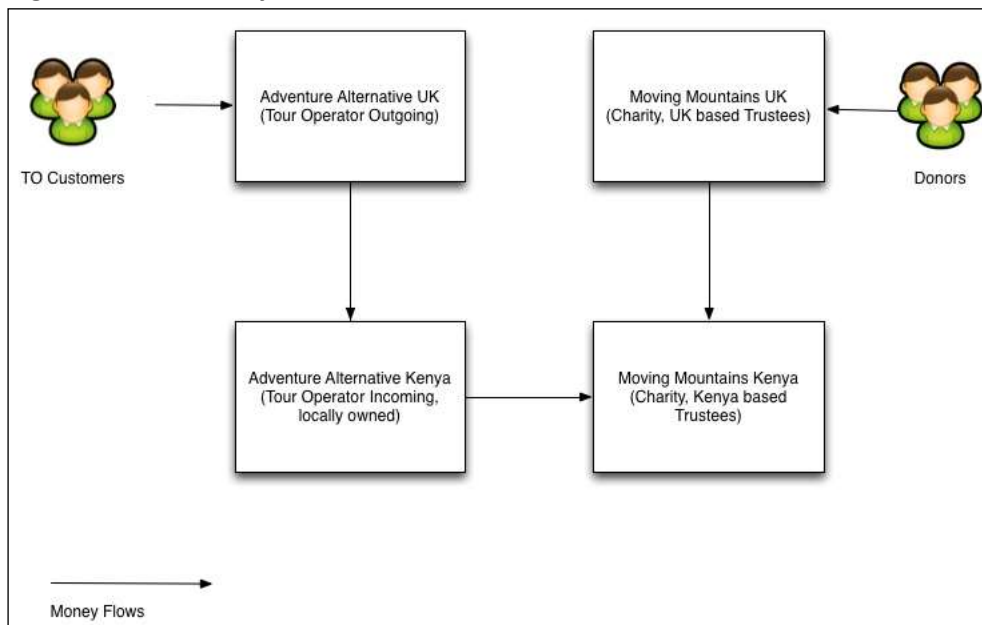 Adventure Alternative UK
(Tour Operator Outgoing)
Moving Mountains UK
(Charity, UK based Trustees)
TO Customers
Donors
Adventure Alternative Kenya
(Tour Operator Incoming,
locally owned)
Moving Mountains Kenya
(Charity, Kenya based
Trustees)
Money Flows